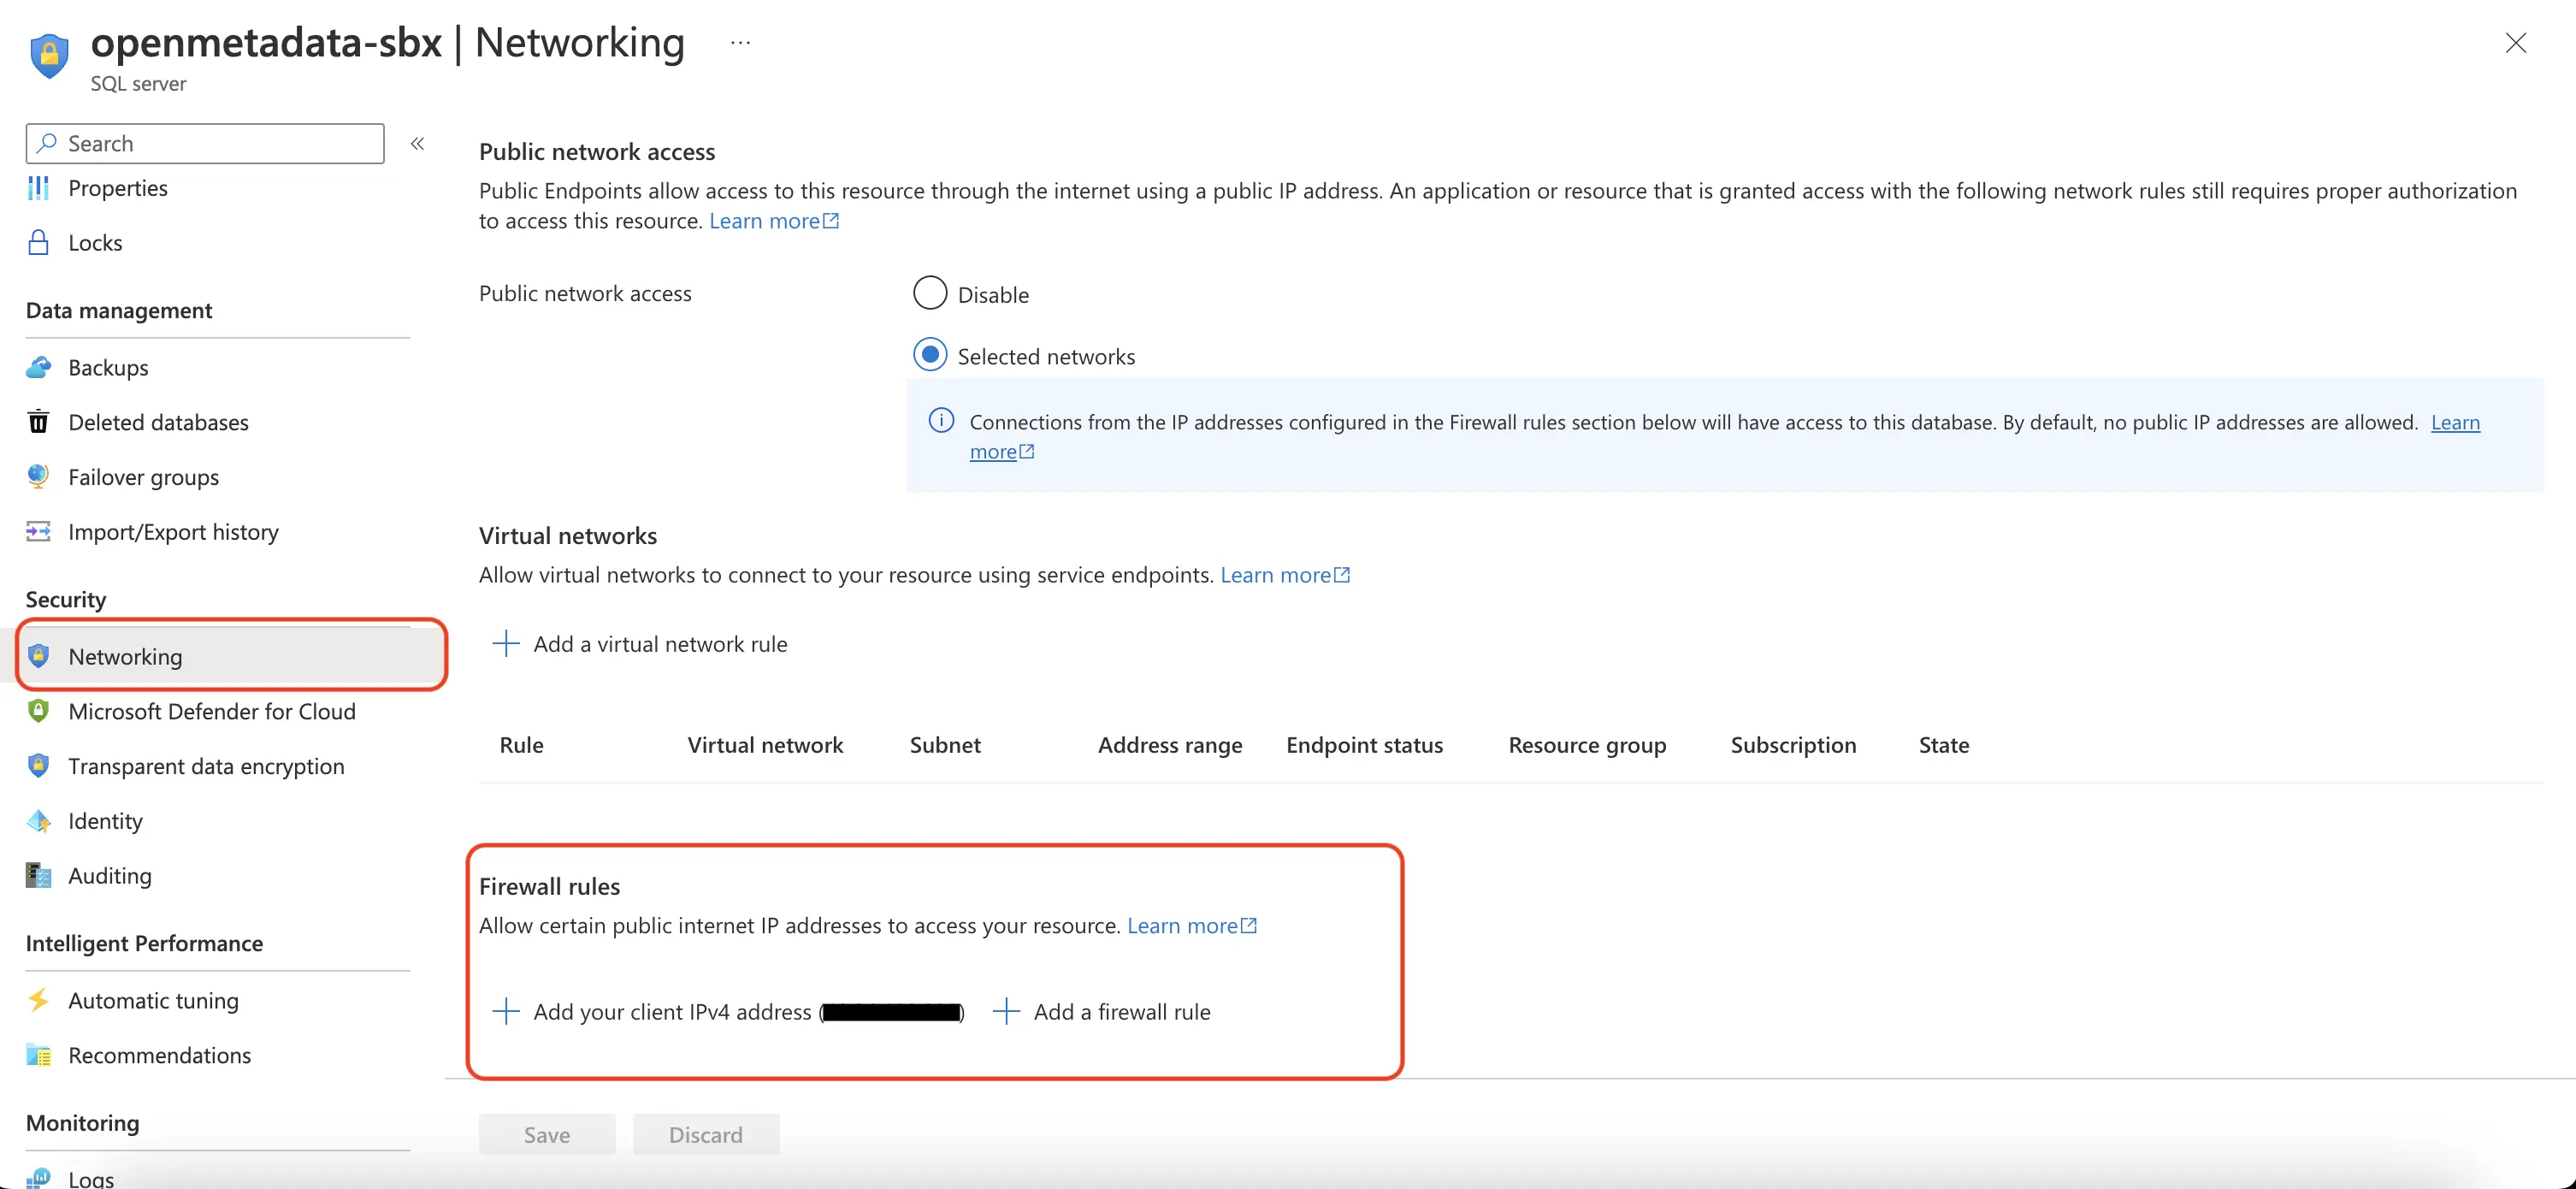 openmetadata-sbx | Networking ...
SQL server
Search
Properties
Locks
Data management
Backups
Deleted databases
Failover groups
Import/Export history
Security
Networking
Microsoft Defender for Cloud
Transparent data encryption
Identity
Auditing
Intelligent Performance
Automatic tuning
Recommendations
Monitoring
Logs
Public network access
Public Endpoints allow access to this resource through the internet using a public IP address. An application or resource that is granted access with the following network rules still requires proper authorization
to access this resource. Learn more
Public network access
Disable
Selected networks
Connections from the IP addresses configured in the Firewall rules section below will have access to this database. By default, no public IP addresses are allowed. Learn
more
Virtual networks
Allow virtual networks to connect to your resource using service endpoints. Learn more
Add a virtual network rule
Rule Virtual network Subnet Address range Endpoint status Resource group Subscription State
Firewall rules
Allow certain public internet IP addresses to access your resource. Learn more
Add your client IPv4 address ( ) Add a firewall rule
Save Discard